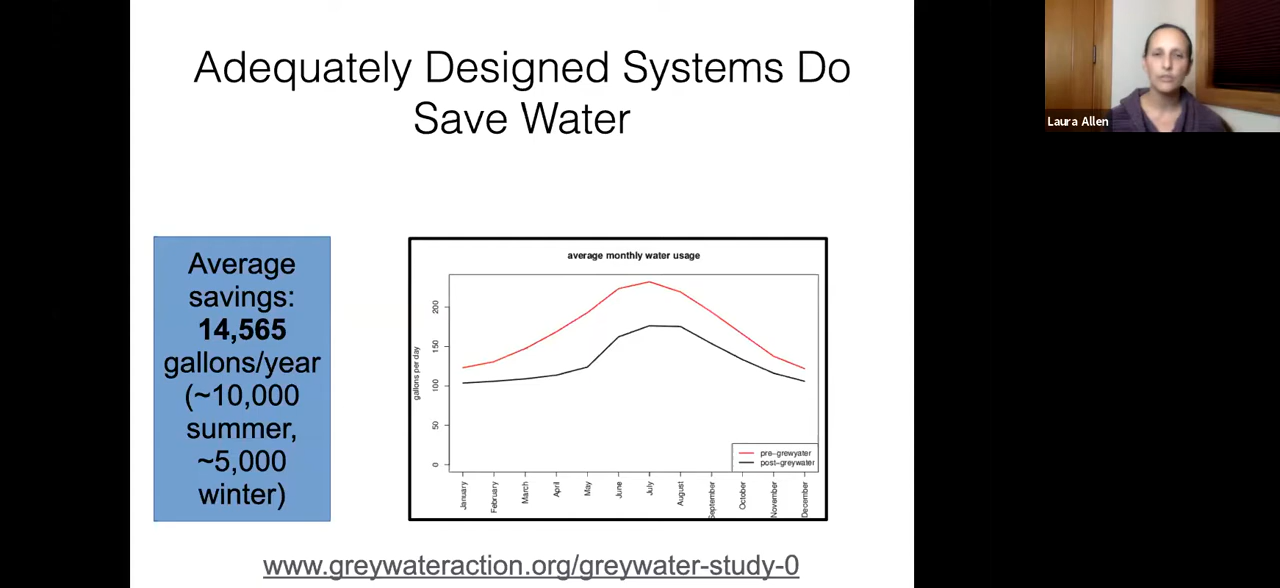 Adequately Designed Systems Do
Save Water
Laura Allen
Average
savings:
14,565
gallons/year
(~10,000
summer,
~5,000
winter)
average monthly water usage
gallons per day
200
150
100
50
0
January
February
March
April
May
June
July
August
September
October
November
December
pre-grewyater
post-greywater
www.greywateraction.org/greywater-study-0